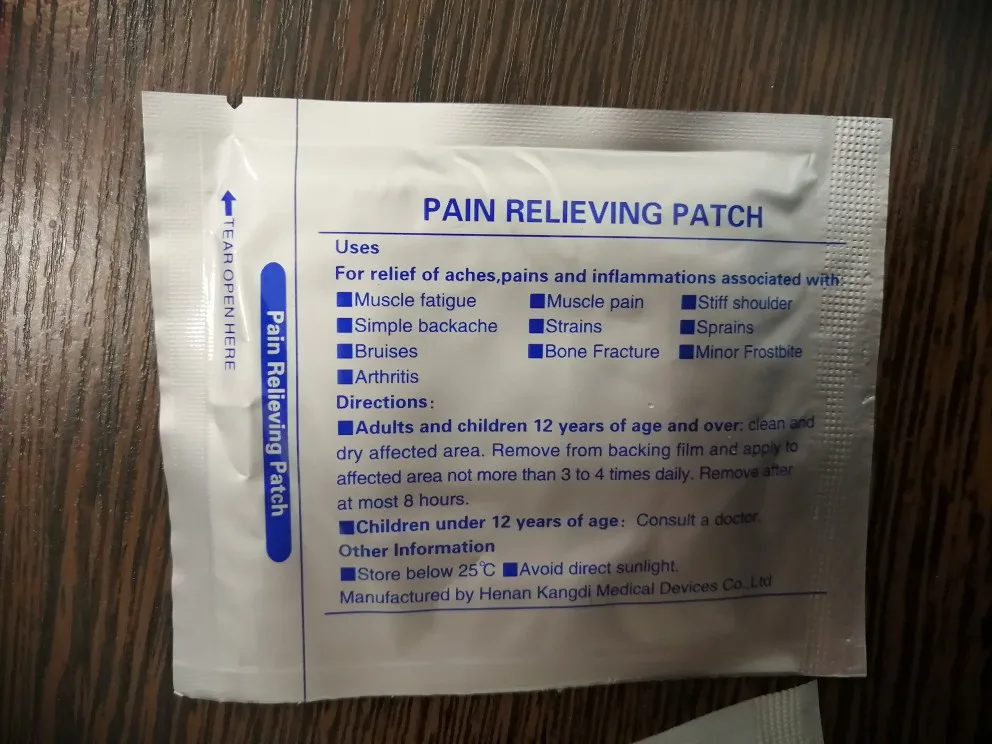 TEAR OPEN HERE
Pain Relieving Patch
PAIN RELIEVING PATCH
Uses
For relief of aches,pains and inflammations associated with:
Muscle fatigue Muscle pain Stiff shoulder
Simple backache Strains Sprains
Bruises Bone Fracture Minor Frostbite
Arthritis
Directions:
Adults and children 12 years of age and over: clean and
dry affected area. Remove from backing film and apply to
affected area not more than 3 to 4 times daily. Remove after
at most 8 hours.
Children under 12 years of age: Consult a doctor.
Other Information
Store below 25℃ Avoid direct sunlight.
Manufactured by Henan Kangdi Medical Devices Co.,Ltd